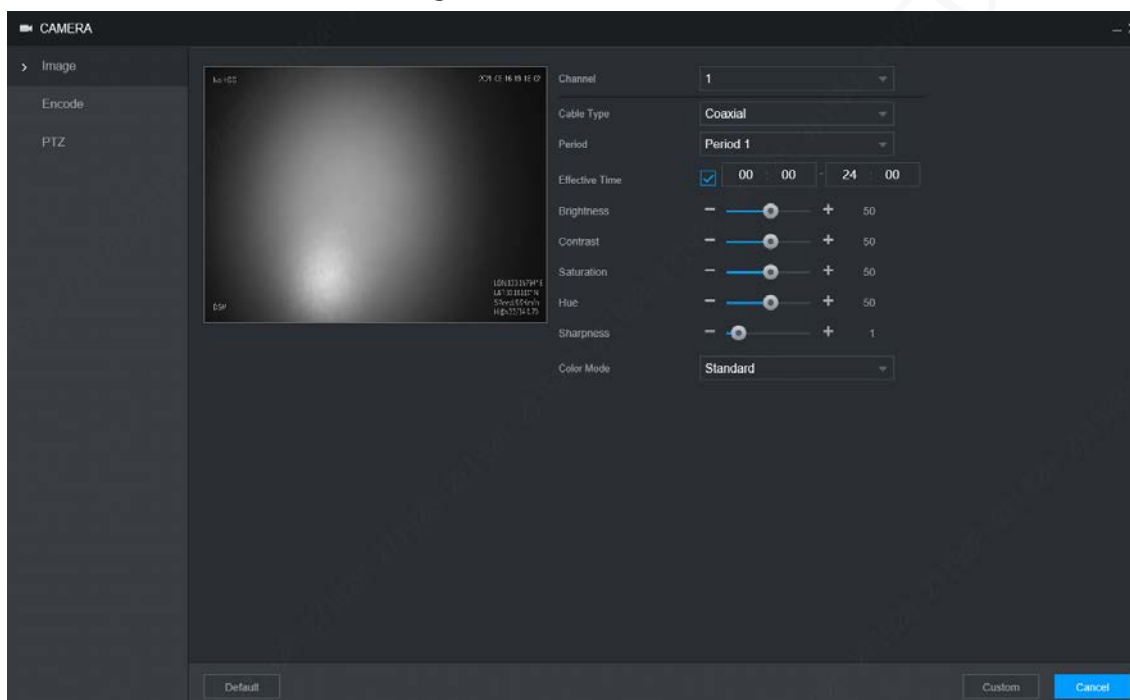 CAMERA
Image
Encode
PTZ
Channel 1
Cable Type Coaxial
Period Period 1
Effective Time 00 : 00 - 24 : 00
Brightness 50
Contrast 50
Saturation 50
Hue 50
Sharpness 1
Color Mode Standard
Default Custom Cancel